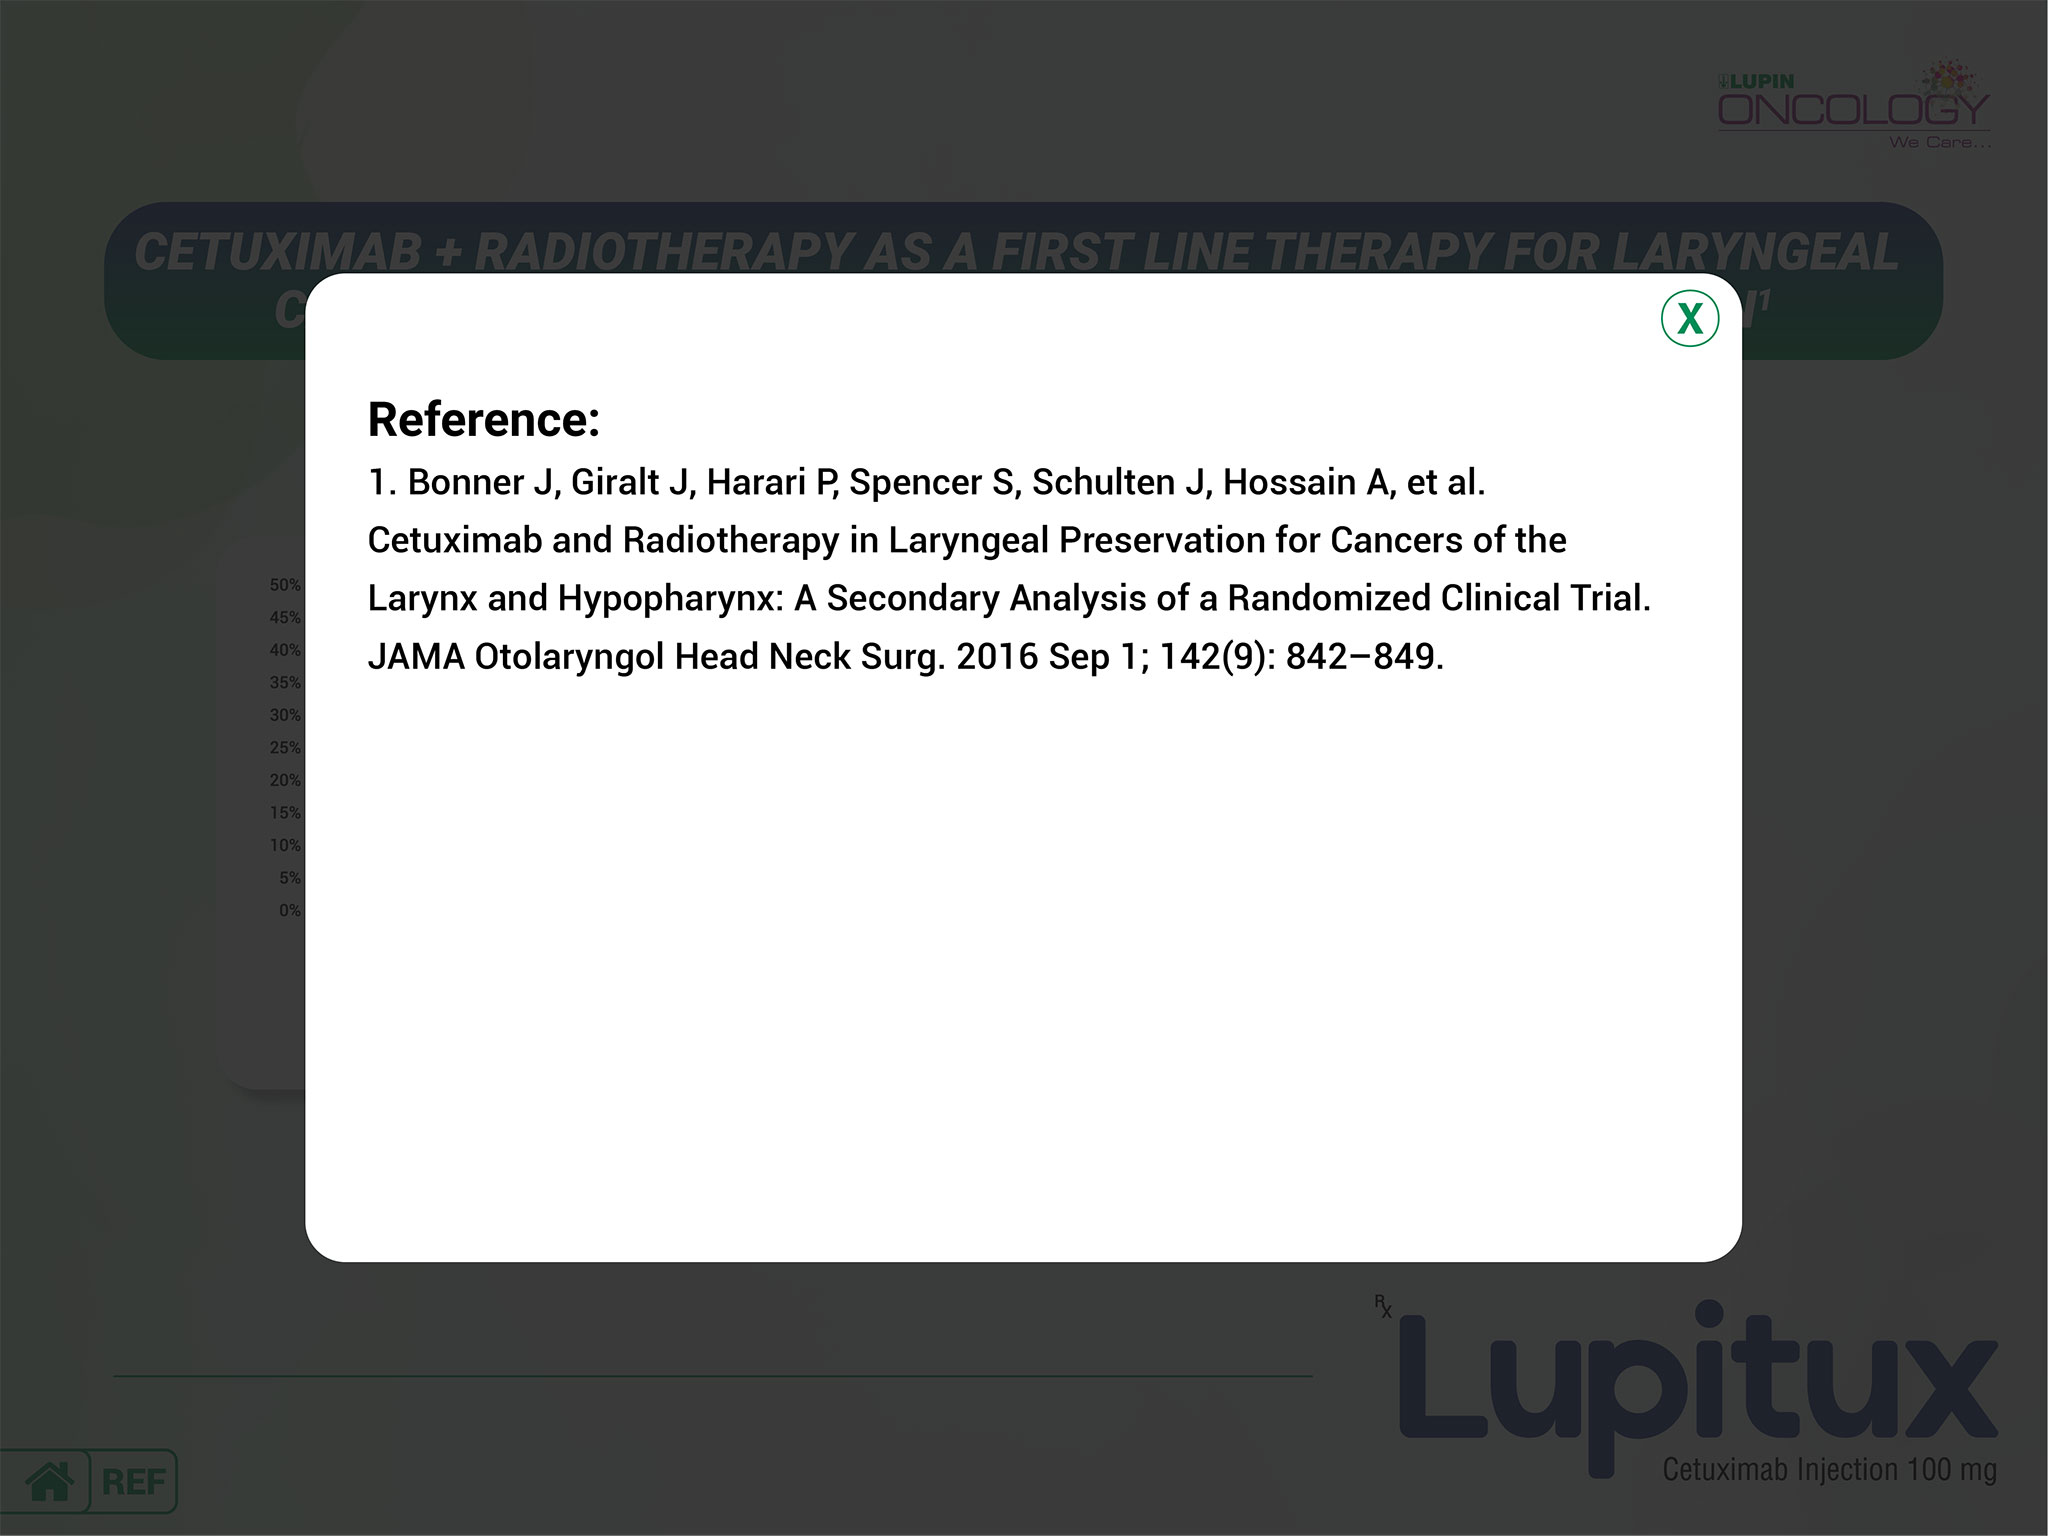 LUPIN
ONCOLOGY
We Care...
CETUXIMAB + RADIOTHERAPY AS A FIRST LINE THERAPY FOR LARYNGEAL
1
X
Reference:
1. Bonner J, Giralt J, Harari P, Spencer S, Schulten J, Hossain A, et al.
Cetuximab and Radiotherapy in Laryngeal Preservation for Cancers of the
Larynx and Hypopharynx: A Secondary Analysis of a Randomized Clinical Trial.
JAMA Otolaryngol Head Neck Surg. 2016 Sep 1; 142(9): 842–849.
50%
45%
40%
35%
30%
25%
20%
15%
10%
5%
0%
Rx
Lupitux
Cetuximab Injection 100 mg
REF